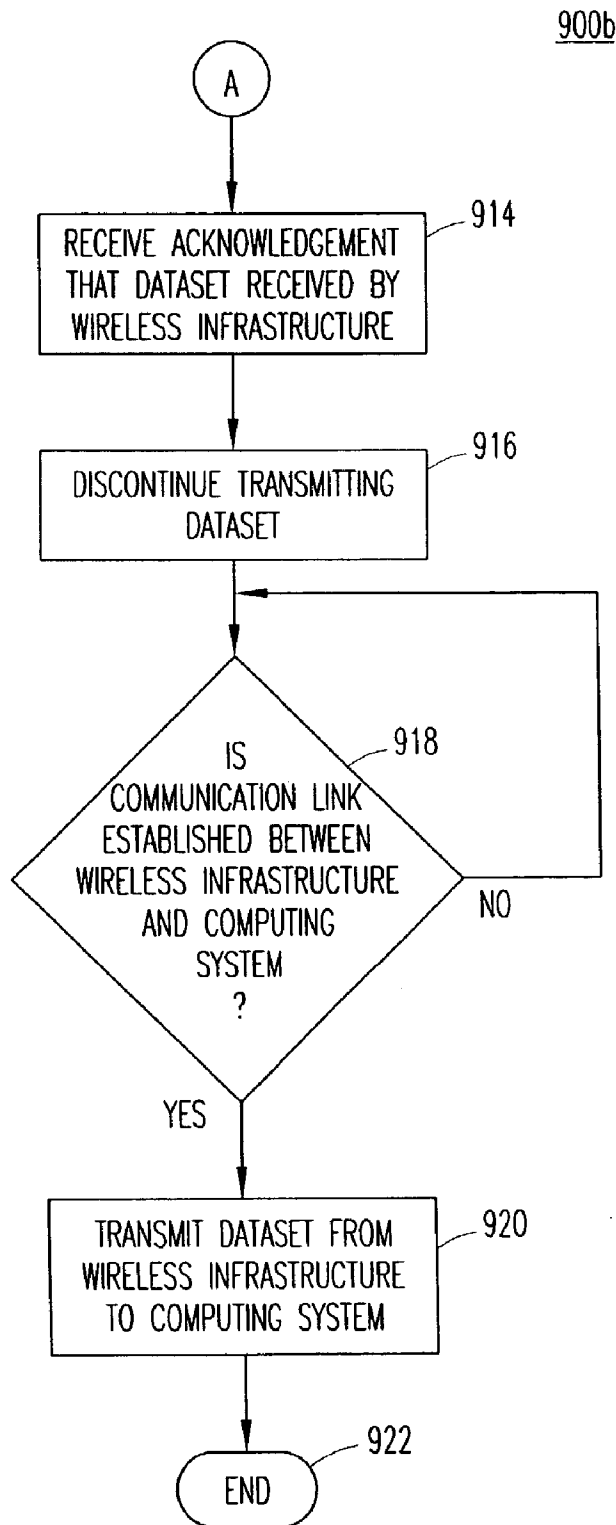 900b
A
914
RECEIVE ACKNOWLEDGEMENT
THAT DATASET RECEIVED BY
WIRELESS INFRASTRUCTURE
916
DISCONTINUE TRANSMITTING
DATASET
918
IS
COMMUNICATION LINK
ESTABLISHED BETWEEN
WIRELESS INFRASTRUCTURE
AND COMPUTING
SYSTEM
?
NO
YES
920
TRANSMIT DATASET FROM
WIRELESS INFRASTRUCTURE
TO COMPUTING SYSTEM
922
END